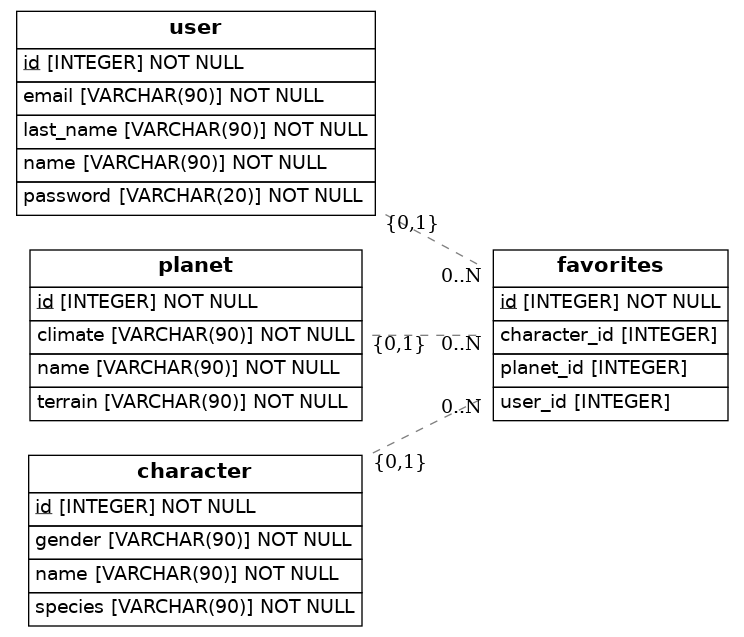 user
id [INTEGER] NOT NULL
email [VARCHAR(90)] NOT NULL
last_name [VARCHAR(90)] NOT NULL
name [VARCHAR(90)] NOT NULL
password [VARCHAR(20)] NOT NULL
{0,1}
0..N
planet
id [INTEGER] NOT NULL
climate [VARCHAR(90)] NOT NULL
name [VARCHAR(90)] NOT NULL
terrain [VARCHAR(90)] NOT NULL
{0,1}
0..N
favorites
id [INTEGER] NOT NULL
character_id [INTEGER]
planet_id [INTEGER]
user_id [INTEGER]
0..N
{0,1}
character
id [INTEGER] NOT NULL
gender [VARCHAR(90)] NOT NULL
name [VARCHAR(90)] NOT NULL
species [VARCHAR(90)] NOT NULL